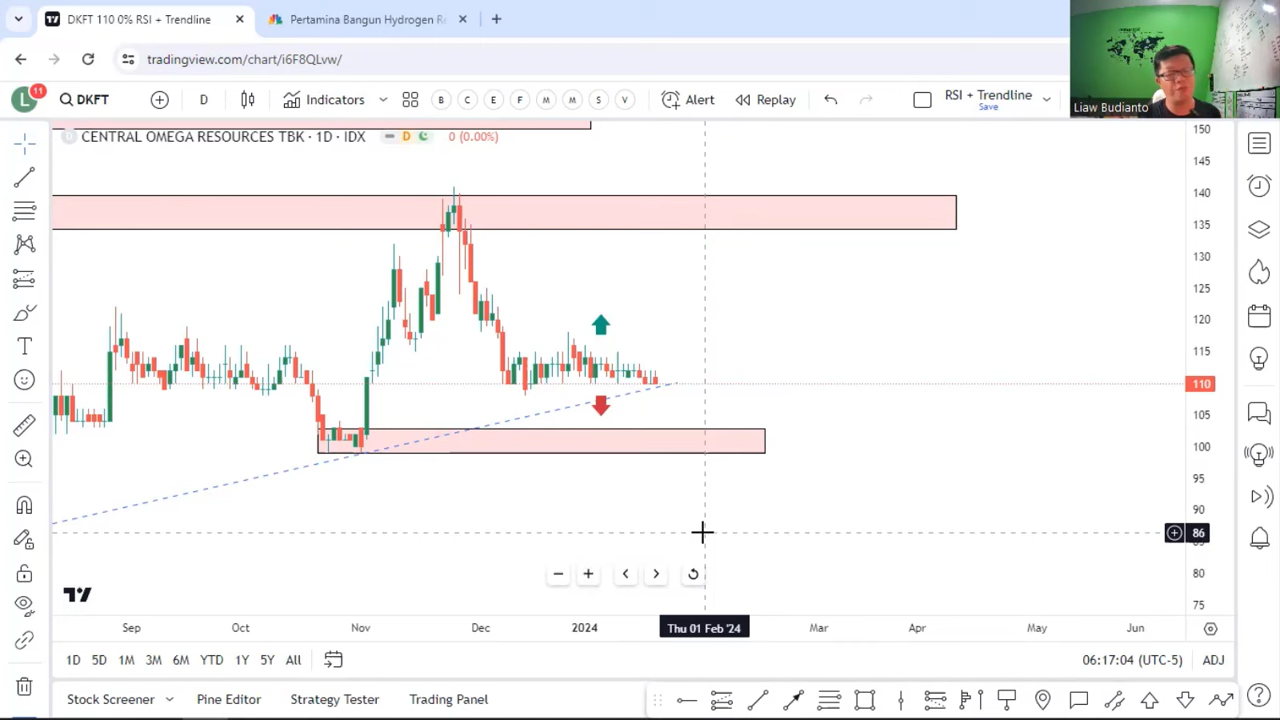 DKFT 110 0% RSI + Trendline
Pertamina Bangun Hydrogen Re
tradingview.com/chart/i6F8QLvw/
L
11
DKFT
D
Indicators
B
C
E
F
M
M
S
V
Alert
Replay
RSI + Trendline
Save
Liaw Budianto
CENTRAL OMEGA RESOURCES TBK · 1D · IDX
D
0 (0.00%)
150
145
140
135
130
125
120
115
110
105
100
95
90
86
80
75
Sep
Oct
Nov
Dec
2024
Thu 01 Feb '24
Mar
Apr
May
Jun
1D
5D
1M
3M
6M
YTD
1Y
5Y
All
06:17:04 (UTC-5)
ADJ
Stock Screener
Pine Editor
Strategy Tester
Trading Panel